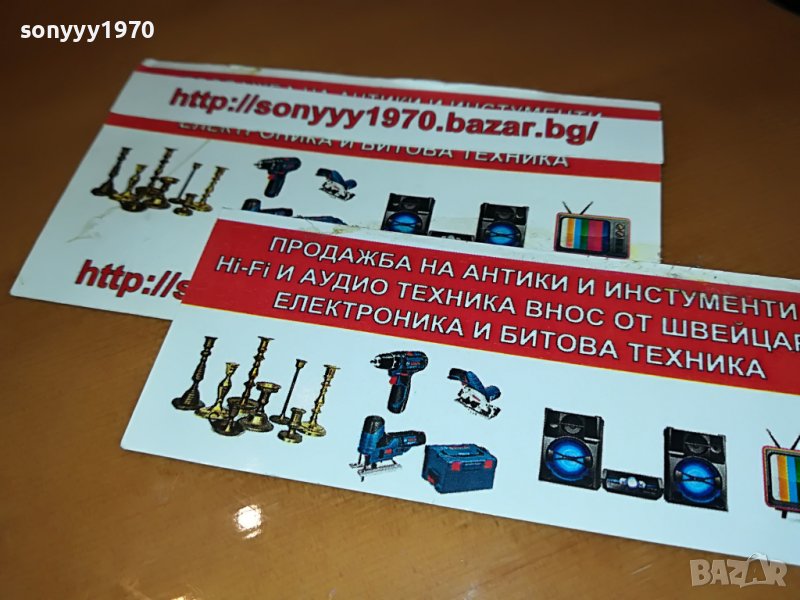 sonyyy1970
http://sonyyy1970.bazar.bg/
ЕЛЕКТРОНИКА И БИТОВА ТЕХНИКА
http://s
ПРОДАЖБА НА АНТИКИ И ИНСТУМЕНТИ
Hi-Fi И АУДИО ТЕХНИКА ВНОС ОТ ШВЕЙЦАР
ЕЛЕКТРОНИКА И БИТОВА ТЕХНИКА
BAZAR